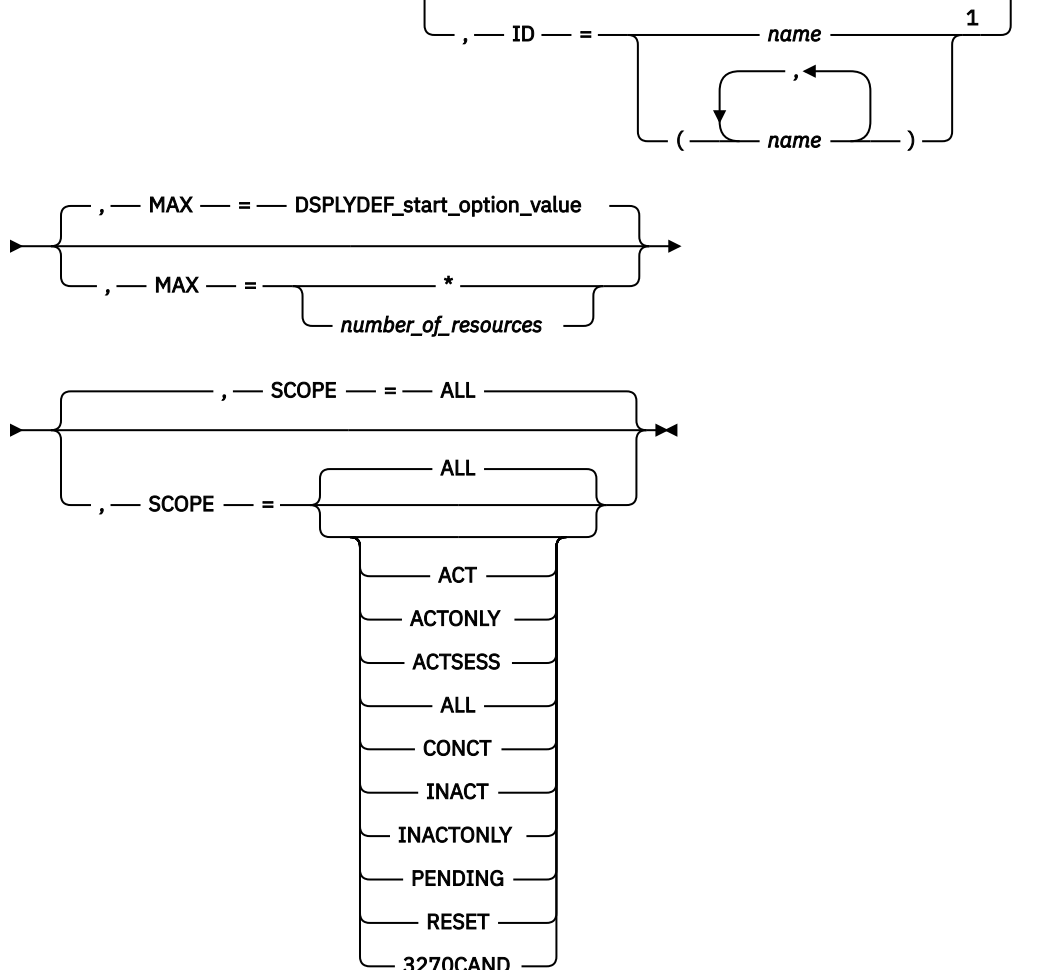 1
, ID = name
,
( name )
, MAX = DSPLYDEF_start_option_value
, MAX = *
number_of_resources
, SCOPE = ALL
ALL
, SCOPE =
ACT
ACTONLY
ACTSESS
ALL
CONCT
INACT
INACTONLY
PENDING
RESET
3270CAND